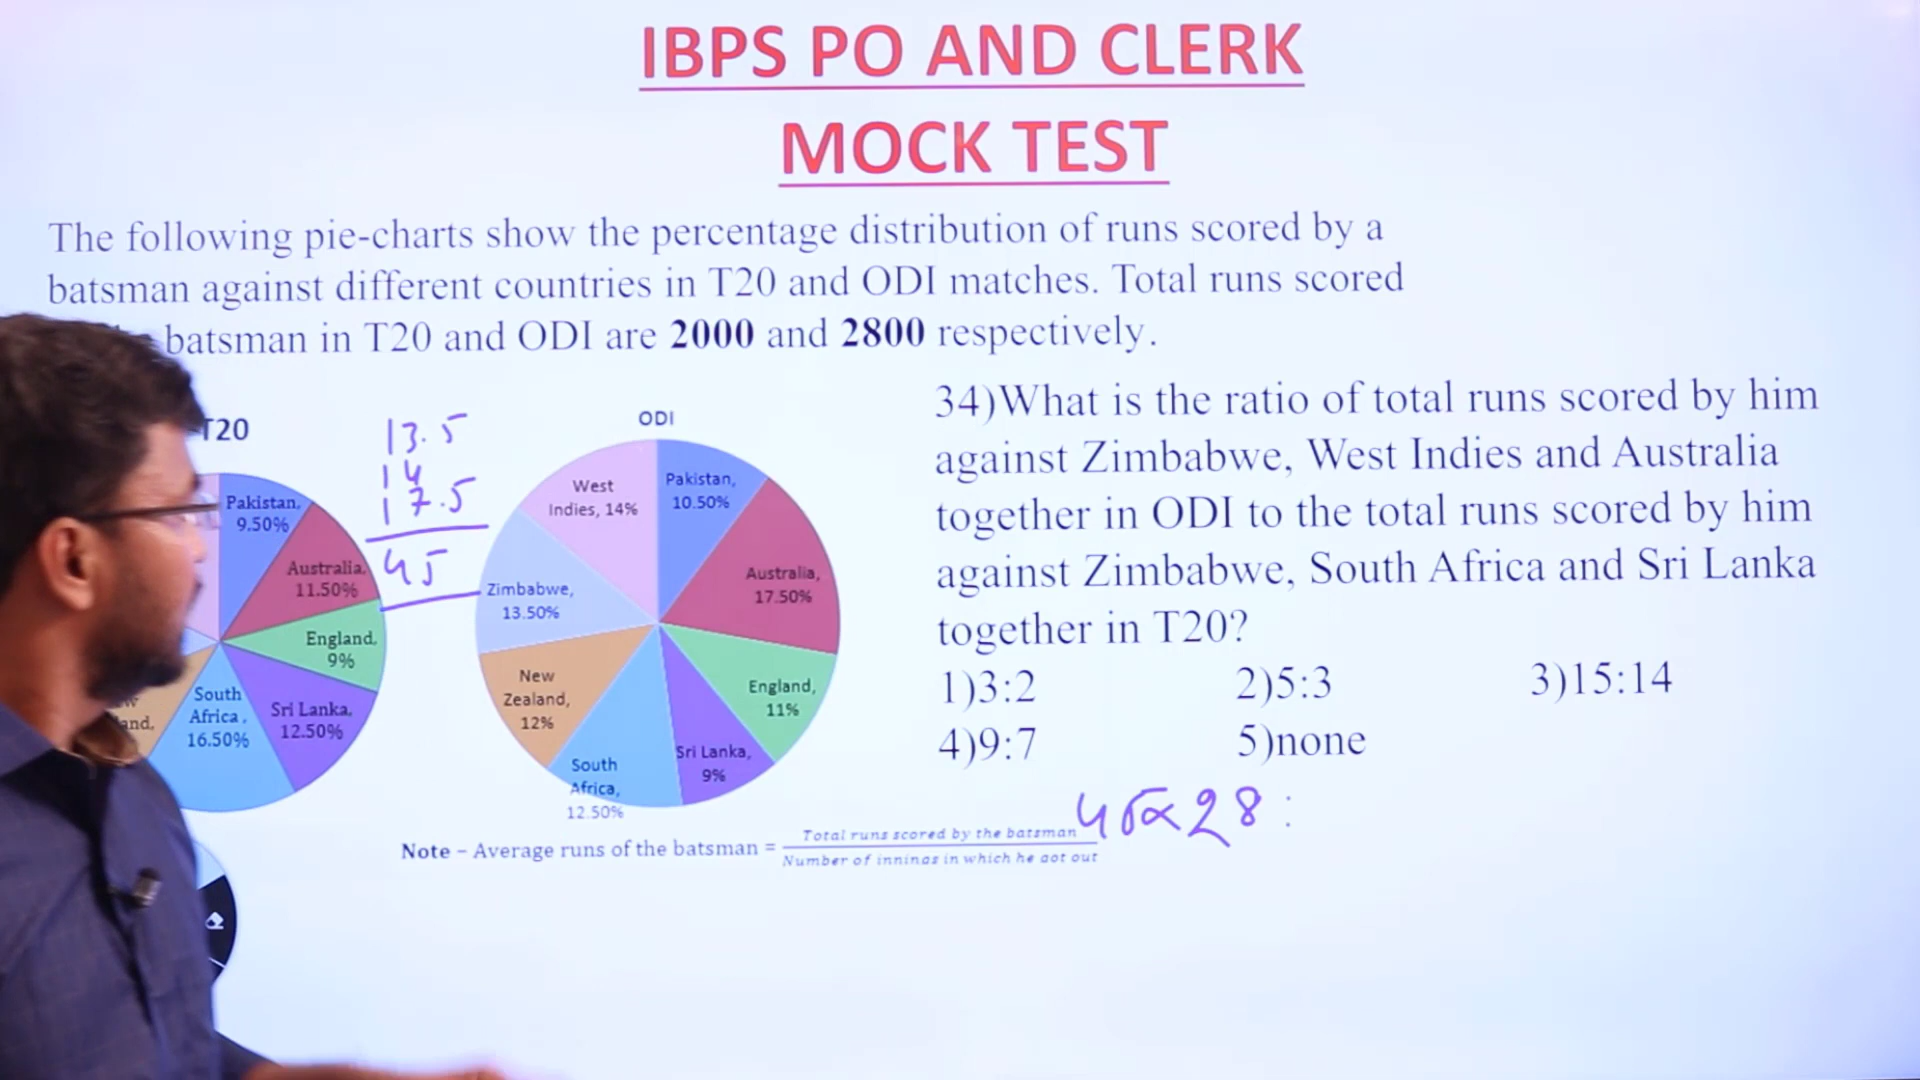 IBPS PO AND CLERK
MOCK TEST
The following pie-charts show the percentage distribution of runs scored by a
batsman against different countries in T20 and ODI matches. Total runs scored
batsman in T20 and ODI are 2000 and 2800 respectively.
T20
Pakistan,
9.50%
Australia,
11.50%
England,
9%
Sri Lanka,
12.50%
South
Africa,
16.50%
13.5
14
17.5
45
ODI
Pakistan,
10.50%
Australia,
17.50%
England,
11%
Sri Lanka,
9%
South
Africa,
12.50%
New
Zealand,
12%
Zimbabwe,
13.50%
West
Indies, 14%
34)What is the ratio of total runs scored by him
against Zimbabwe, West Indies and Australia
together in ODI to the total runs scored by him
against Zimbabwe, South Africa and Sri Lanka
together in T20?
1)3:2 2)5:3 3)15:14
4)9:7 5)none
45×28 :
Note – Average runs of the batsman = Total runs scored by the batsman
Number of innings in which he got out